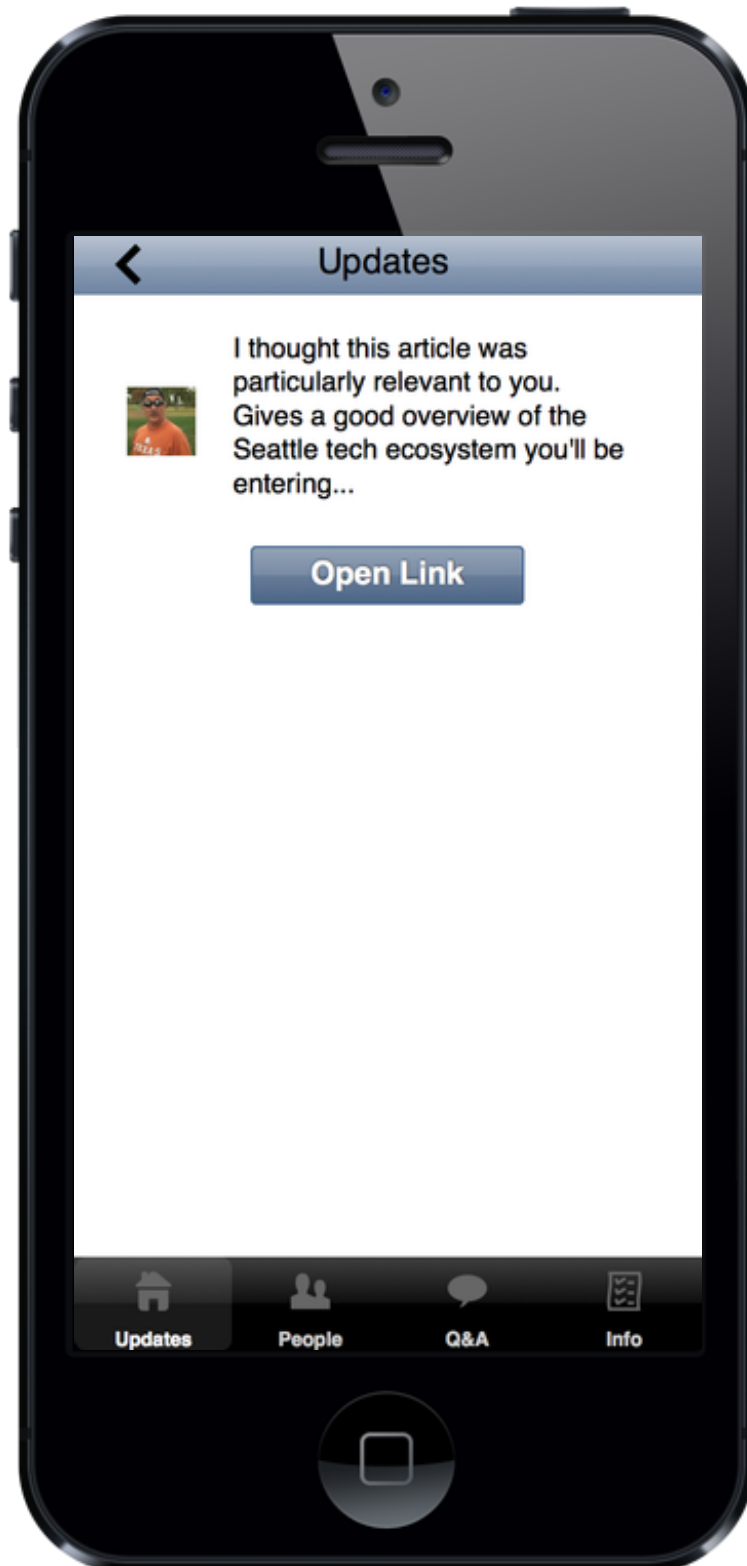 Updates
I thought this article was
particularly relevant to you.
Gives a good overview of the
Seattle tech ecosystem you'll be
entering...
TEXAS
Open Link
Updates People Q&A Info